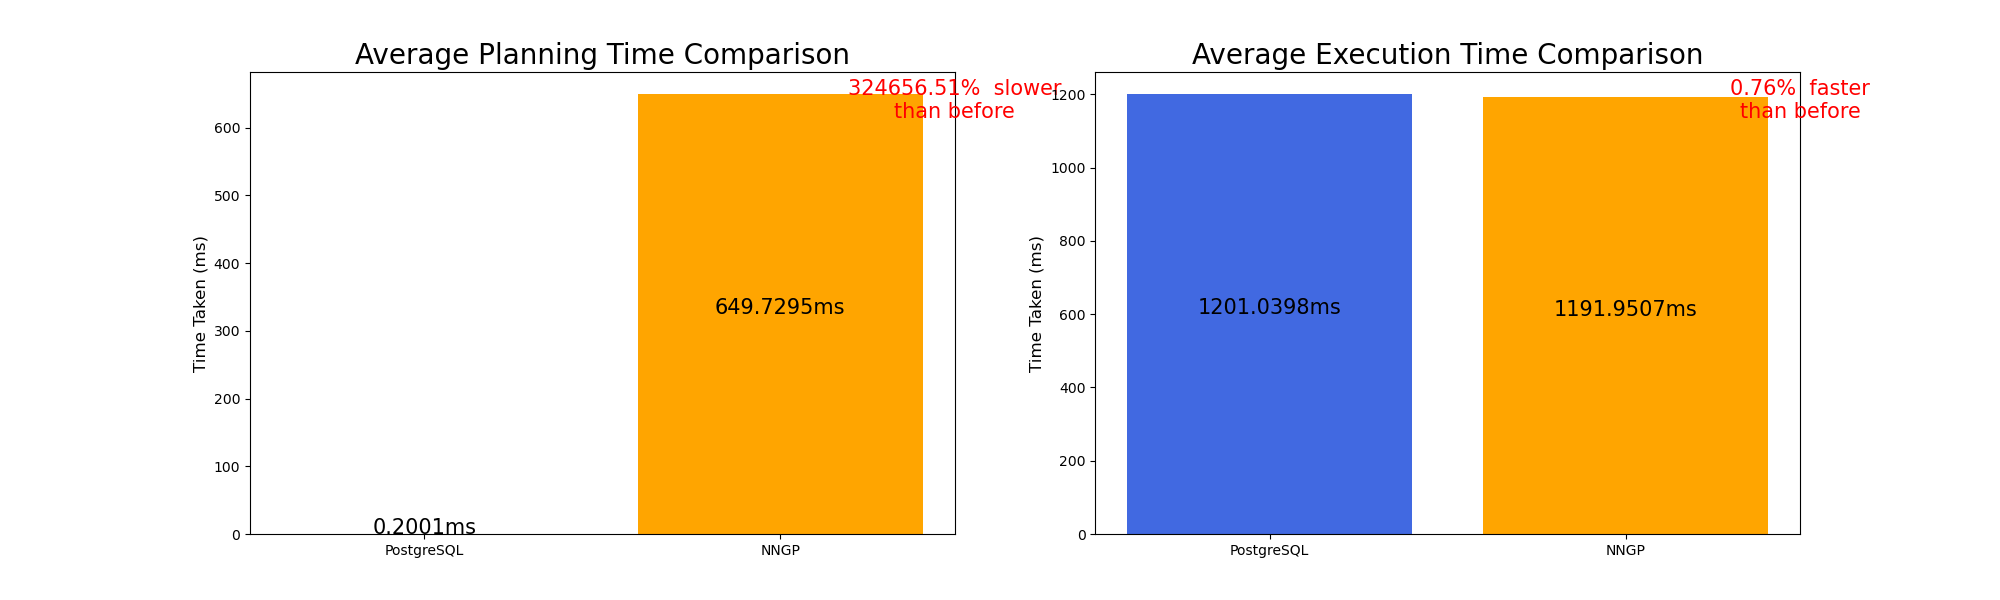 Average Planning Time Comparison
324656.51%  slower
than before
Time Taken (ms)
600
500
400
300
200
100
0
649.7295ms
0.2001ms
PostgreSQL
NNGP
Average Execution Time Comparison
0.76%  faster
than before
Time Taken (ms)
1200
1000
800
600
400
200
0
1201.0398ms
1191.9507ms
PostgreSQL
NNGP